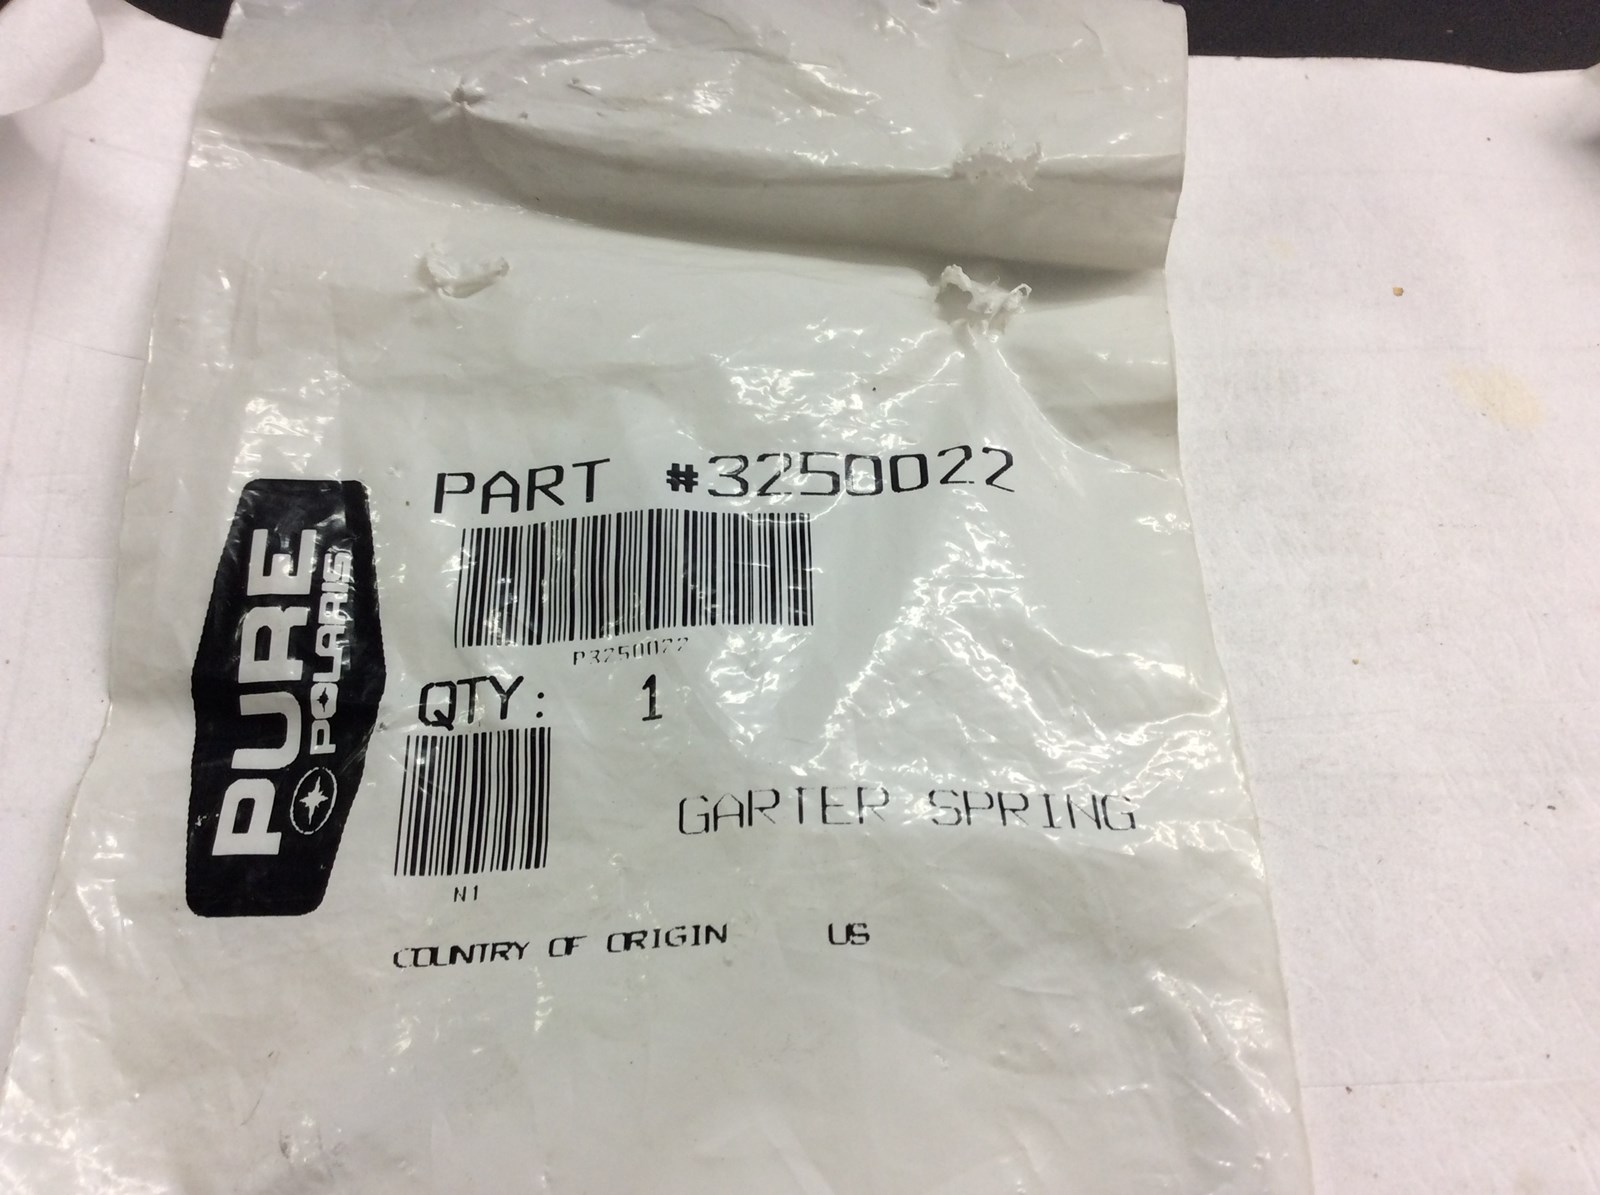 PART #3250022
P3250022
QTY: 1
N1
GARTER SPRING
COUNTRY OF ORIGIN US
PURE
POLARIS